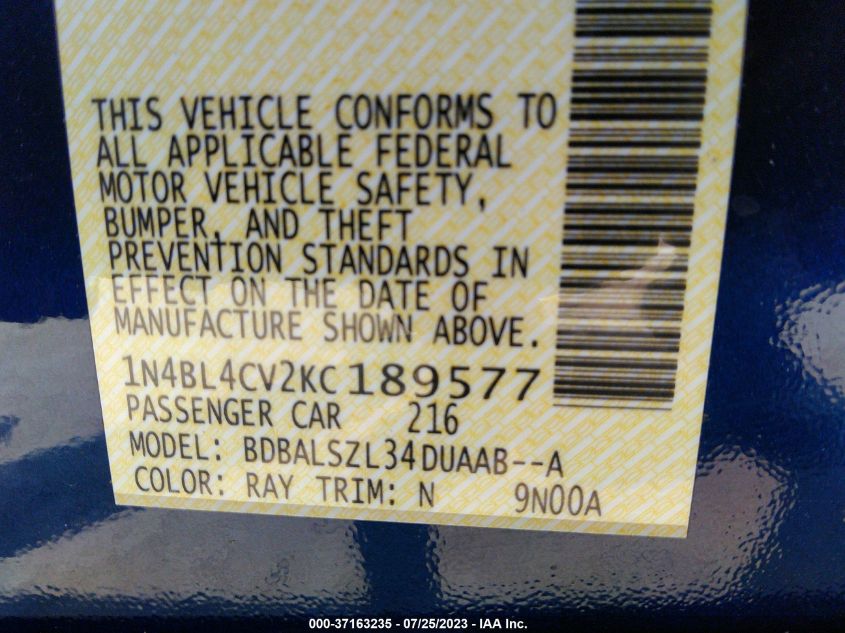 THIS VEHICLE CONFORMS TO
ALL APPLICABLE FEDERAL
MOTOR VEHICLE SAFETY,
BUMPER, AND THEFT
PREVENTION STANDARDS IN
EFFECT ON THE DATE OF
MANUFACTURE SHOWN ABOVE.
1N4BL4CV2KC189577
PASSENGER CAR 216
MODEL: BDBALSZL34DUAAB--A
COLOR: RAY TRIM: N 9N00A
000-37163235 - 07/25/2023 - IAA Inc.